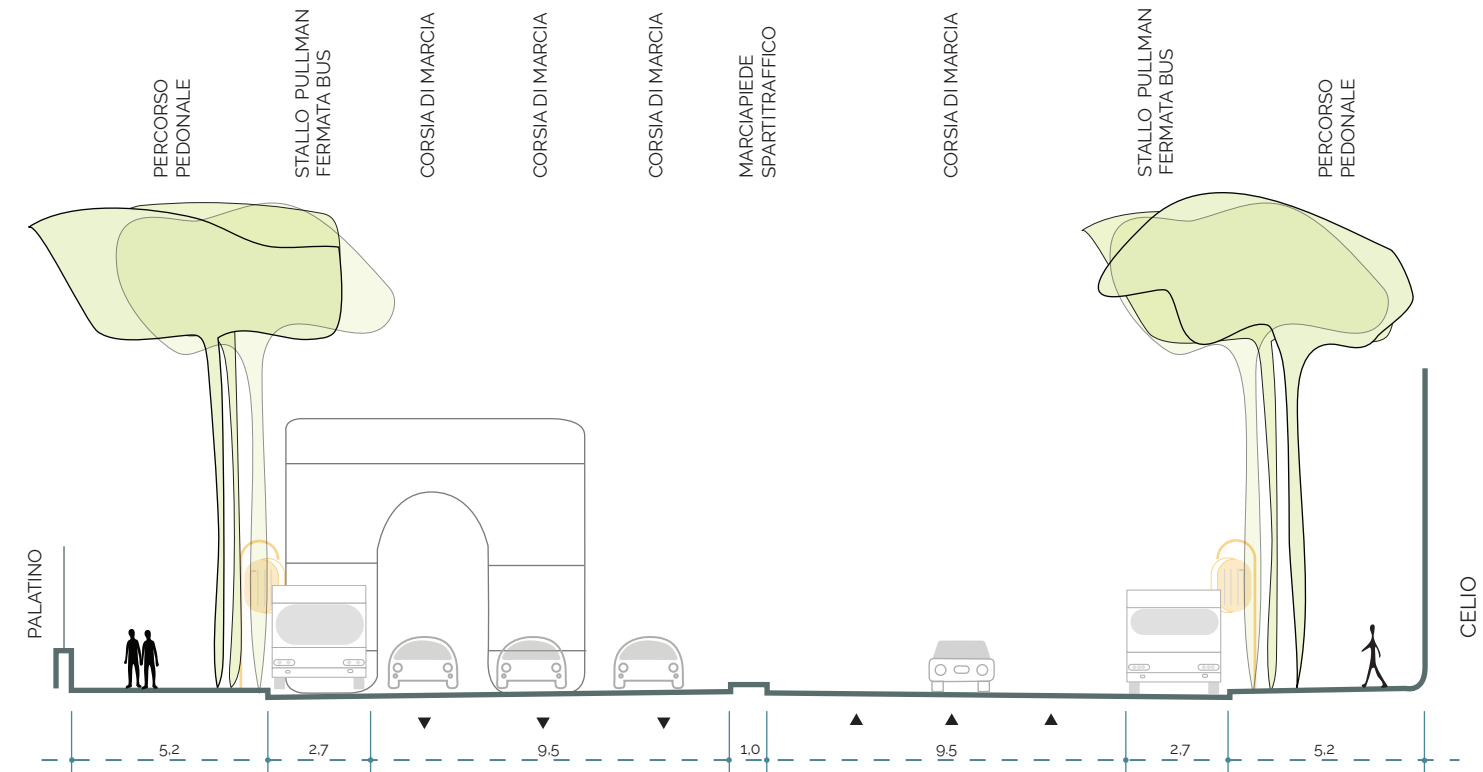 PERCORSO
PEDONALE
STALLO PULLMAN
FERMATA BUS
CORSIA DI MARCIA
CORSIA DI MARCIA
CORSIA DI MARCIA
MARCIAPIEDE
SPARTITRAFFICO
CORSIA DI MARCIA
STALLO PULLMAN
FERMATA BUS
PERCORSO
PEDONALE
PALATINO
CELIO
5,2
2,7
9.5
1,0
9.5
2,7
5,2